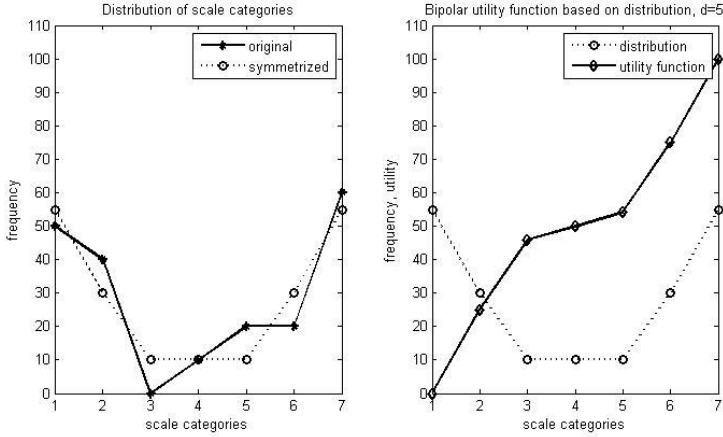 Distribution of scale categories
110
100
90
80
70
60
50
40
30
20
10
0
frequency
original
symmetrized
1 2 3 4 5 6 7
scale categories
Bipolar utility function based on distribution, d=5
110
100
90
80
70
60
50
40
30
20
10
0
frequency, utility
distribution
utility function
1 2 3 4 5 6 7
scale categories